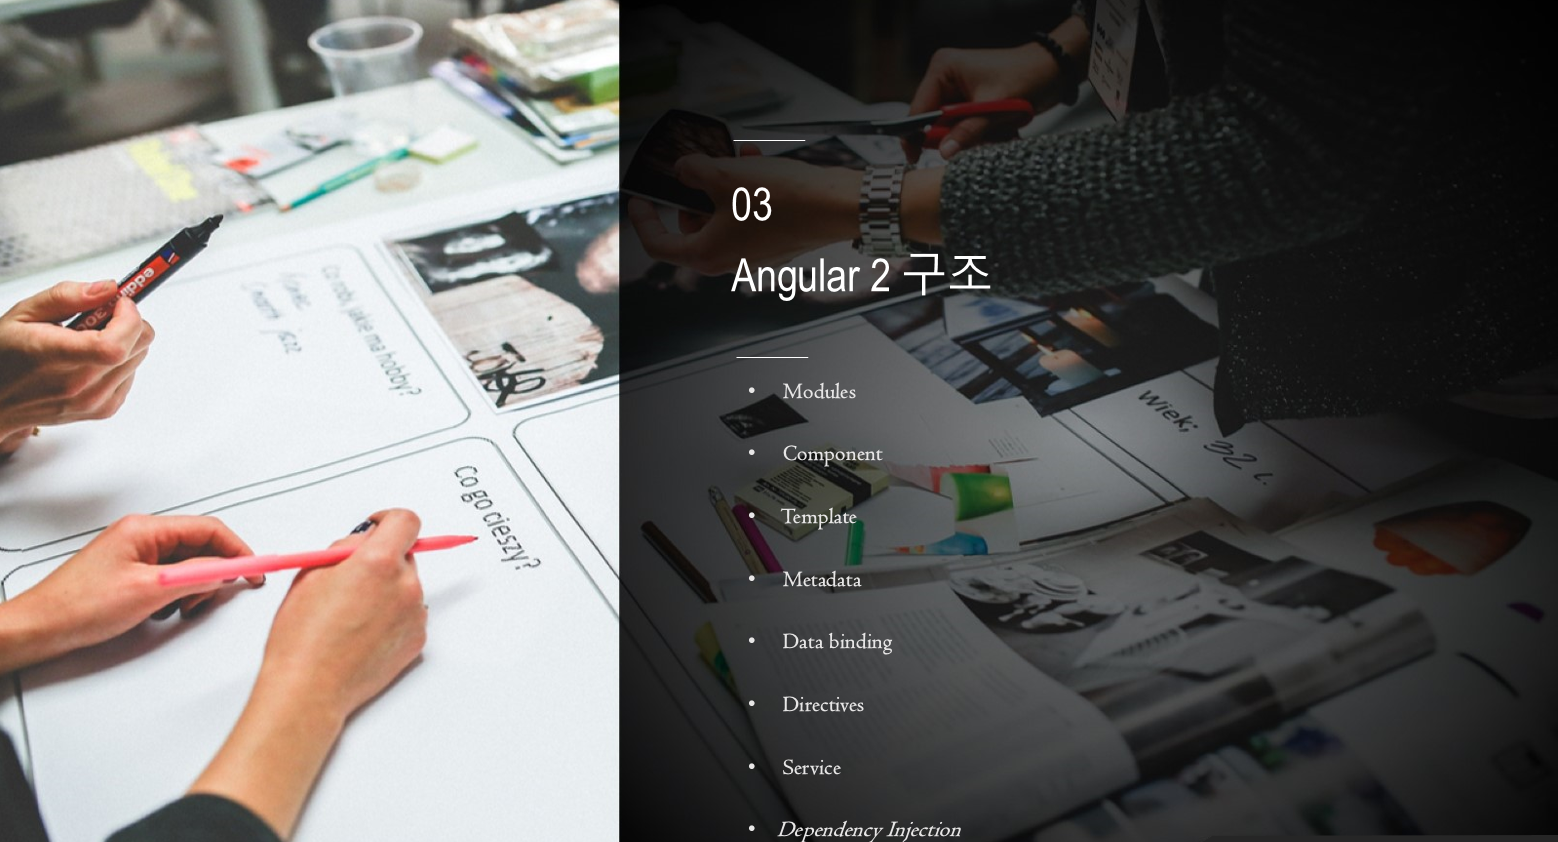 03
Angular 2 구조
• Modules
• Component
• Template
• Metadata
• Data binding
• Directives
• Service
• Dependency Injection
Co robi, jakie ma hobby?
Co go cieszy?
Wiek:
32 l.
edding